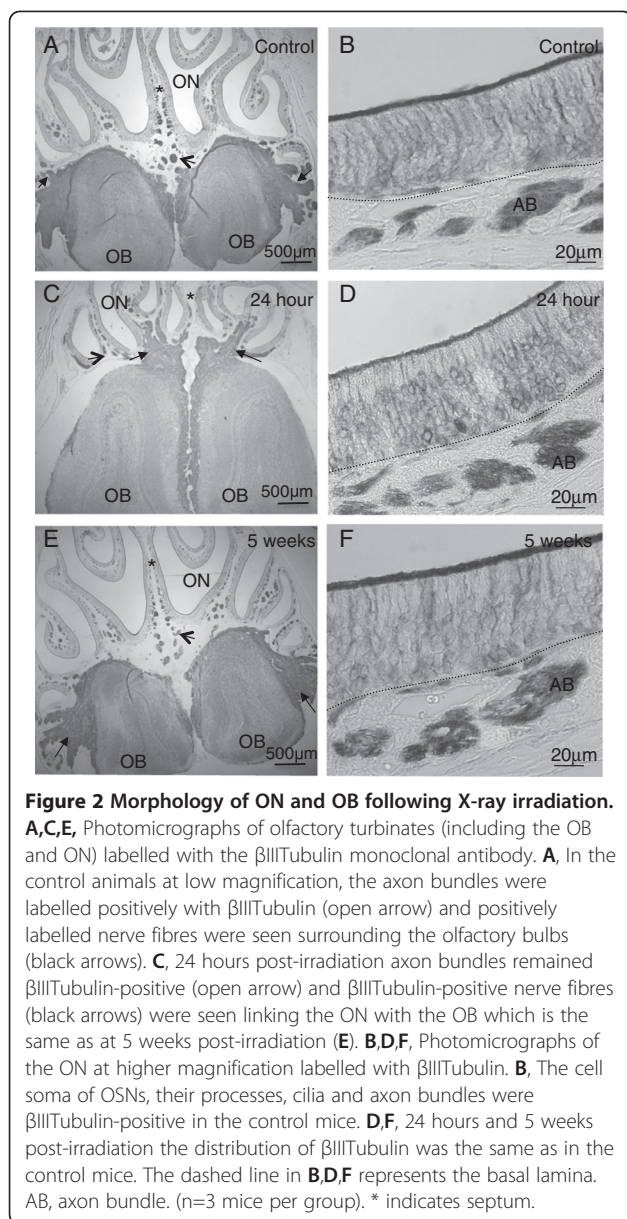 A
Control
ON
*
OB
OB
500µm
B
Control
AB
20µm
C
24 hour
ON
*
OB
OB
500µm
D
24 hour
AB
20µm
E
5 weeks
ON
*
OB
OB
500µm
F
5 weeks
AB
20µm
Figure 2 Morphology of ON and OB following X-ray irradiation.
A,C,E, Photomicrographs of olfactory turbinates (including the OB
and ON) labelled with the βIIITubulin monoclonal antibody. A, In the
control animals at low magnification, the axon bundles were
labelled positively with βIIITubulin (open arrow) and positively
labelled nerve fibres were seen surrounding the olfactory bulbs
(black arrows). C, 24 hours post-irradiation axon bundles remained
βIIITubulin-positive (open arrow) and βIIITubulin-positive nerve fibres
(black arrows) were seen linking the ON with the OB which is the
same as at 5 weeks post-irradiation (E). B,D,F, Photomicrographs of
the ON at higher magnification labelled with βIIITubulin. B, The cell
soma of OSNs, their processes, cilia and axon bundles were
βIIITubulin-positive in the control mice. D,F, 24 hours and 5 weeks
post-irradiation the distribution of βIIITubulin was the same as in the
control mice. The dashed line in B,D,F represents the basal lamina.
AB, axon bundle. (n=3 mice per group). * indicates septum.